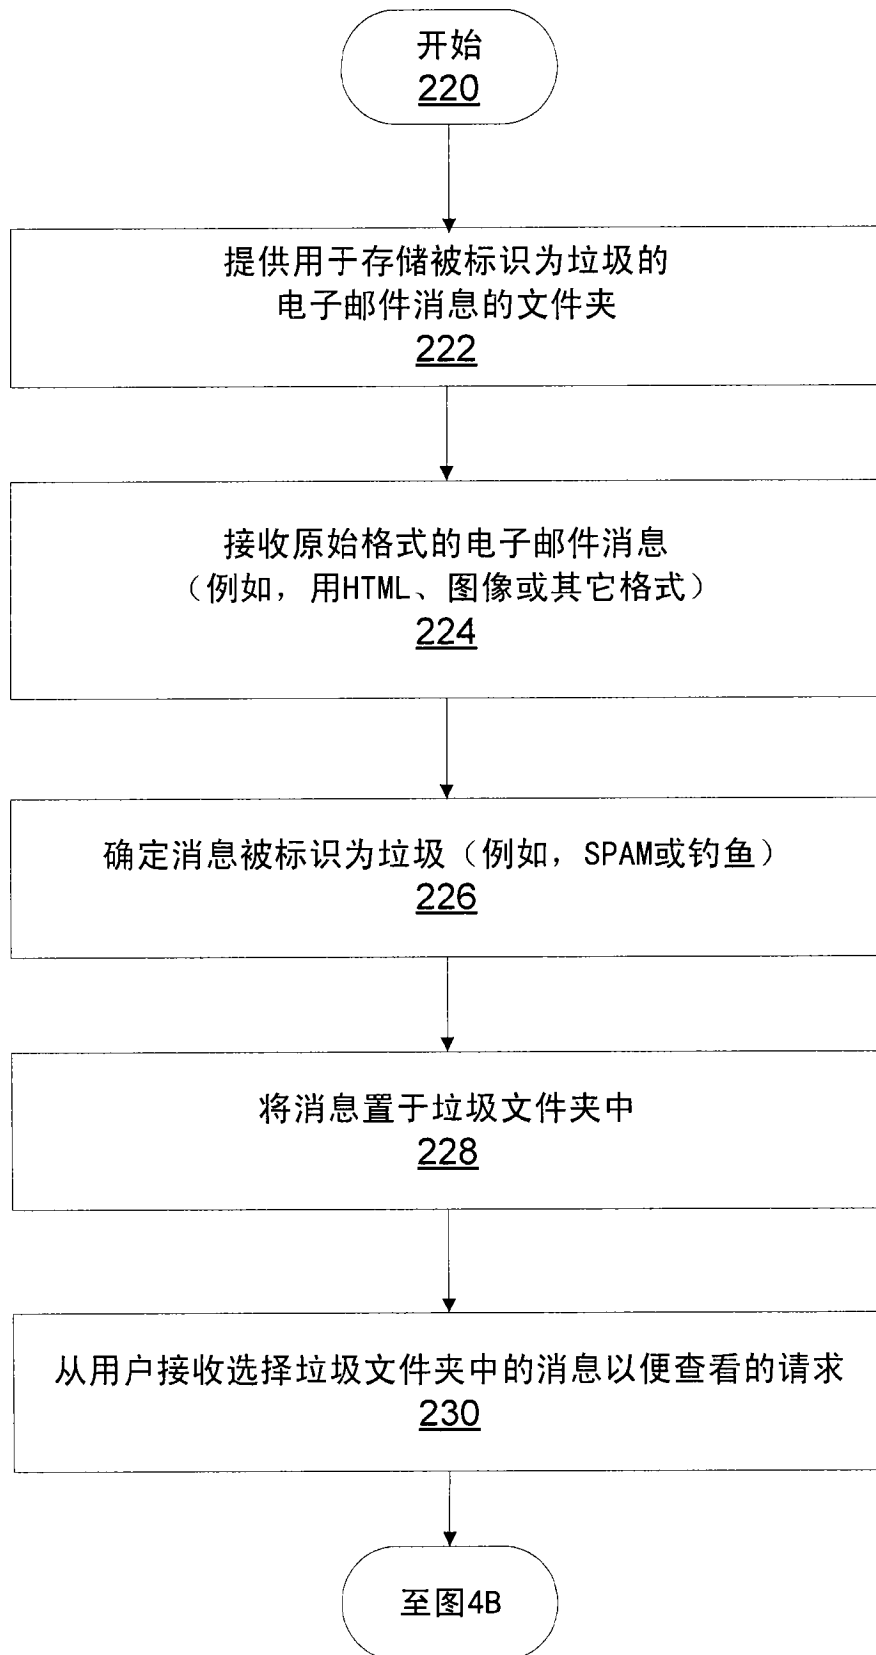 开始
220
提供用于存储被标识为垃圾的
电子邮件消息的文件夹
222
接收原始格式的电子邮件消息
（例如，用HTML、图像或其它格式）
224
确定消息被标识为垃圾（例如，SPAM或钓鱼）
226
将消息置于垃圾文件夹中
228
从用户接收选择垃圾文件夹中的消息以便查看的请求
230
至图4B